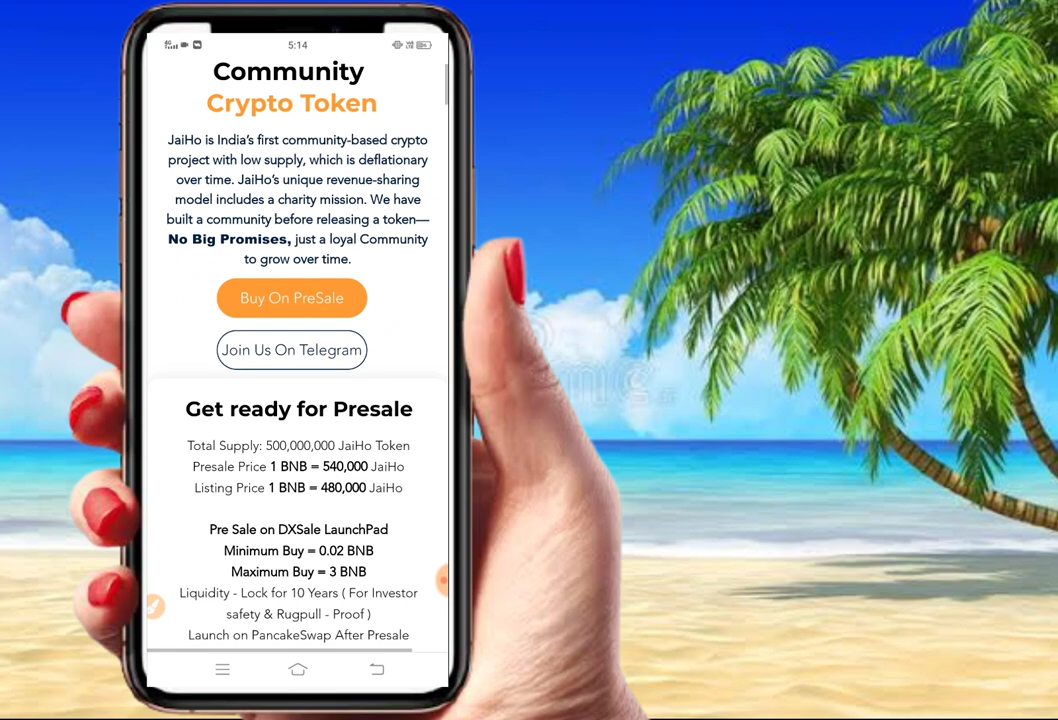 5:14
Community
Crypto Token
JaiHo is India's first community-based crypto
project with low supply, which is deflationary
over time. JaiHo's unique revenue-sharing
model includes a charity mission. We have
built a community before releasing a token—
No Big Promises, just a loyal Community
to grow over time.
Buy On PreSale
Join Us On Telegram
Get ready for Presale
Total Supply: 500,000,000 JaiHo Token
Presale Price 1 BNB = 540,000 JaiHo
Listing Price 1 BNB = 480,000 JaiHo
Pre Sale on DXSale LaunchPad
Minimum Buy = 0.02 BNB
Maximum Buy = 3 BNB
Liquidity - Lock for 10 Years ( For Investor
safety & Rugpull - Proof )
Launch on PancakeSwap After Presale